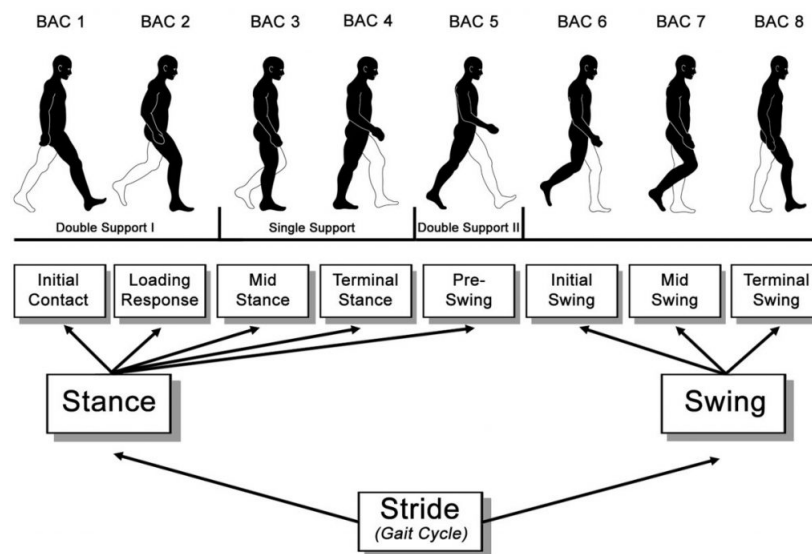 BAC 1 BAC 2 BAC 3 BAC 4 BAC 5 BAC 6 BAC 7 BAC 8
Double Support I Single Support Double Support II
Initial Contact
Loading Response
Mid Stance
Terminal Stance
Pre-Swing
Initial Swing
Mid Swing
Terminal Swing
Stance
Swing
Stride
(Gait Cycle)